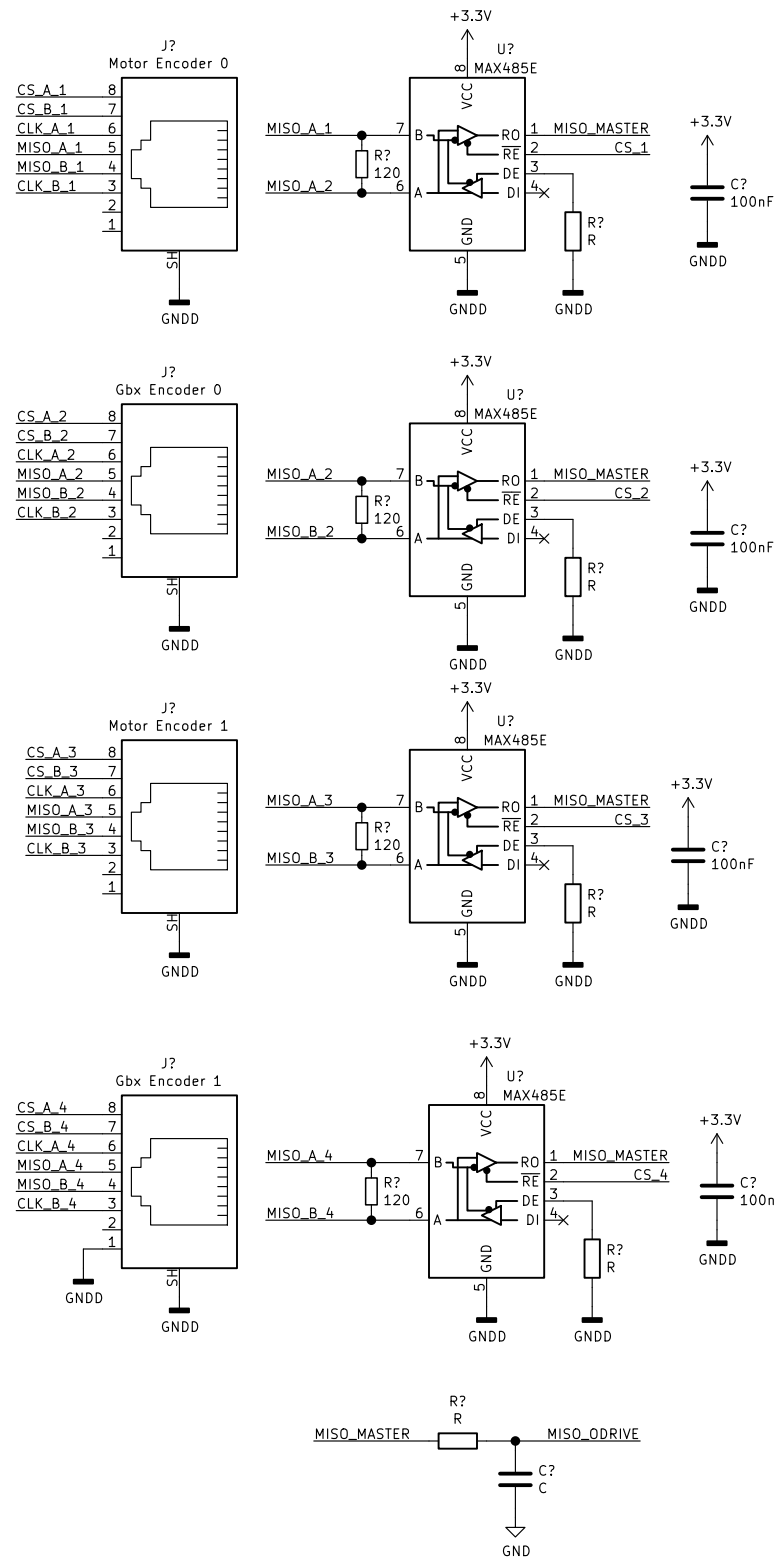 +3.3V
J?
Motor Encoder 0
U?
MAX485E
CS_A_1 8
CS_B_1 7
CLK_A_1 6
MISO_A_1 5
MISO_B_1 4
CLK_B_1 3
2
1
SH
GNDD
MISO_A_1 7 B
MISO_A_2 6 A
R?
120
8
VCC
RO 1 MISO_MASTER
RE 2 CS_1
DE 3
DI 4
GND
5
GNDD
R?
R
GNDD
+3.3V
C?
100nF
GNDD
+3.3V
J?
Gbx Encoder 0
U?
MAX485E
CS_A_2 8
CS_B_2 7
CLK_A_2 6
MISO_A_2 5
MISO_B_2 4
CLK_B_2 3
2
1
SH
GNDD
MISO_A_2 7 B
MISO_B_2 6 A
R?
120
8
VCC
RO 1 MISO_MASTER
RE 2 CS_2
DE 3
DI 4
GND
5
GNDD
R?
R
GNDD
+3.3V
C?
100nF
GNDD
+3.3V
J?
Motor Encoder 1
U?
MAX485E
CS_A_3 8
CS_B_3 7
CLK_A_3 6
MISO_A_3 5
MISO_B_3 4
CLK_B_3 3
2
1
SH
GNDD
MISO_A_3 7 B
MISO_B_3 6 A
R?
120
8
VCC
RO 1 MISO_MASTER
RE 2 CS_3
DE 3
DI 4
GND
5
GNDD
R?
R
GNDD
+3.3V
C?
100nF
GNDD
+3.3V
J?
Gbx Encoder 1
U?
MAX485E
CS_A_4 8
CS_B_4 7
CLK_A_4 6
MISO_A_4 5
MISO_B_4 4
CLK_B_4 3
2
1
GNDD
SH
GNDD
MISO_A_4 7 B
MISO_B_4 6 A
R?
120
8
VCC
RO 1 MISO_MASTER
RE 2 CS_4
DE 3
DI 4
GND
5
GNDD
R?
R
GNDD
+3.3V
C?
100n
GNDD
R?
R
MISO_MASTER
MISO_ODRIVE
C?
C
GND